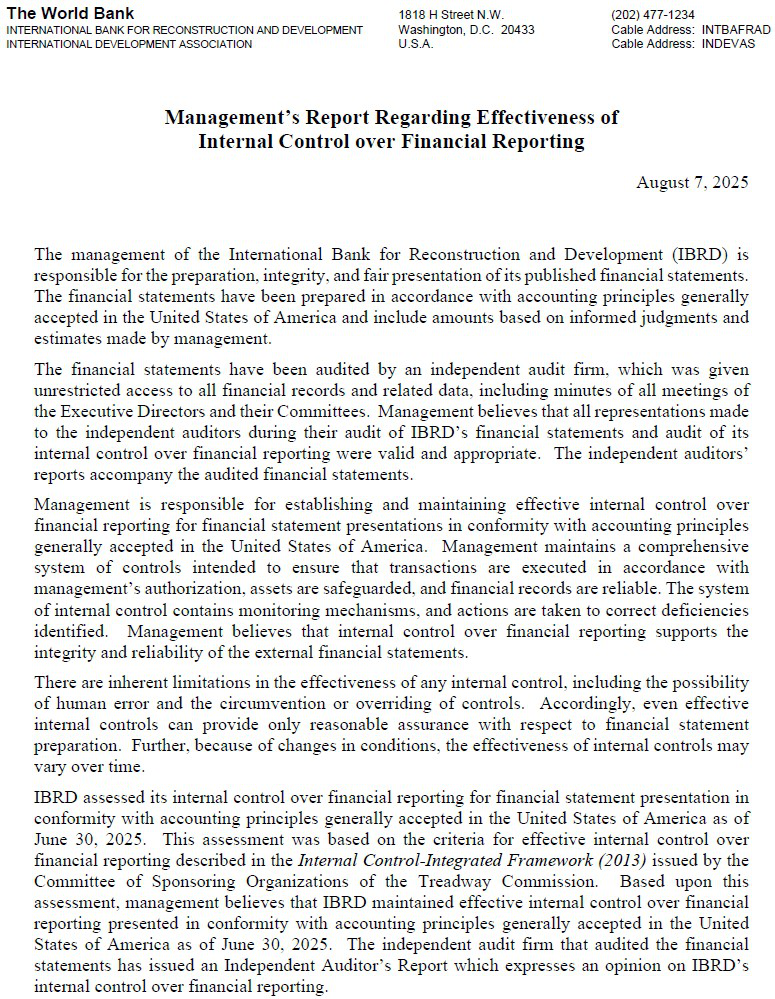 The World Bank
INTERNATIONAL BANK FOR RECONSTRUCTION AND DEVELOPMENT
INTERNATIONAL DEVELOPMENT ASSOCIATION
1818 H Street N.W.
Washington, D.C. 20433
U.S.A.
(202) 477-1234
Cable Address: INTBAFRAD
Cable Address: INDEVAS
Management's Report Regarding Effectiveness of
Internal Control over Financial Reporting
August 7, 2025
The management of the International Bank for Reconstruction and Development (IBRD) is
responsible for the preparation, integrity, and fair presentation of its published financial statements.
The financial statements have been prepared in accordance with accounting principles generally
accepted in the United States of America and include amounts based on informed judgments and
estimates made by management.
The financial statements have been audited by an independent audit firm, which was given
unrestricted access to all financial records and related data, including minutes of all meetings of
the Executive Directors and their Committees. Management believes that all representations made
to the independent auditors during their audit of IBRD's financial statements and audit of its
internal control over financial reporting were valid and appropriate. The independent auditors'
reports accompany the audited financial statements.
Management is responsible for establishing and maintaining effective internal control over
financial reporting for financial statement presentations in conformity with accounting principles
generally accepted in the United States of America. Management maintains a comprehensive
system of controls intended to ensure that transactions are executed in accordance with
management's authorization, assets are safeguarded, and financial records are reliable. The system
of internal control contains monitoring mechanisms, and actions are taken to correct deficiencies
identified. Management believes that internal control over financial reporting supports the
integrity and reliability of the external financial statements.
There are inherent limitations in the effectiveness of any internal control, including the possibility
of human error and the circumvention or overriding of controls. Accordingly, even effective
internal controls can provide only reasonable assurance with respect to financial statement
preparation. Further, because of changes in conditions, the effectiveness of internal controls may
vary over time.
IBRD assessed its internal control over financial reporting for financial statement presentation in
conformity with accounting principles generally accepted in the United States of America as of
June 30, 2025. This assessment was based on the criteria for effective internal control over
financial reporting described in the Internal Control-Integrated Framework (2013) issued by the
Committee of Sponsoring Organizations of the Treadway Commission. Based upon this
assessment, management believes that IBRD maintained effective internal control over financial
reporting presented in conformity with accounting principles generally accepted in the United
States of America as of June 30, 2025. The independent audit firm that audited the financial
statements has issued an Independent Auditor's Report which expresses an opinion on IBRD's
internal control over financial reporting.